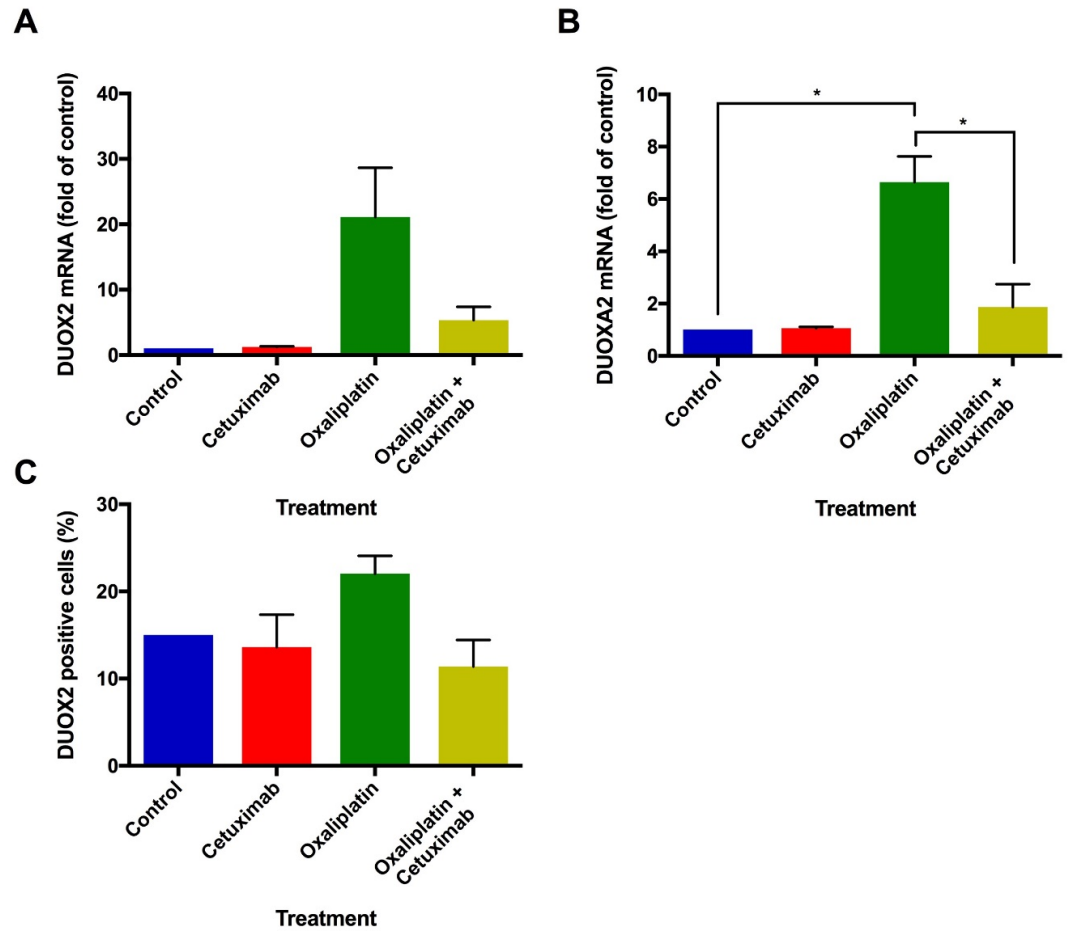 A
DUOX2 mRNA (fold of control)
40
30
20
10
0
Control
Cetuximab
Oxaliplatin
Oxaliplatin +
Cetuximab
Treatment
B
DUOXA2 mRNA (fold of control)
10
8
6
4
2
0
*
*
Control
Cetuximab
Oxaliplatin
Oxaliplatin +
Cetuximab
Treatment
C
DUOX2 positive cells (%)
30
20
10
0
Control
Cetuximab
Oxaliplatin
Oxaliplatin +
Cetuximab
Treatment